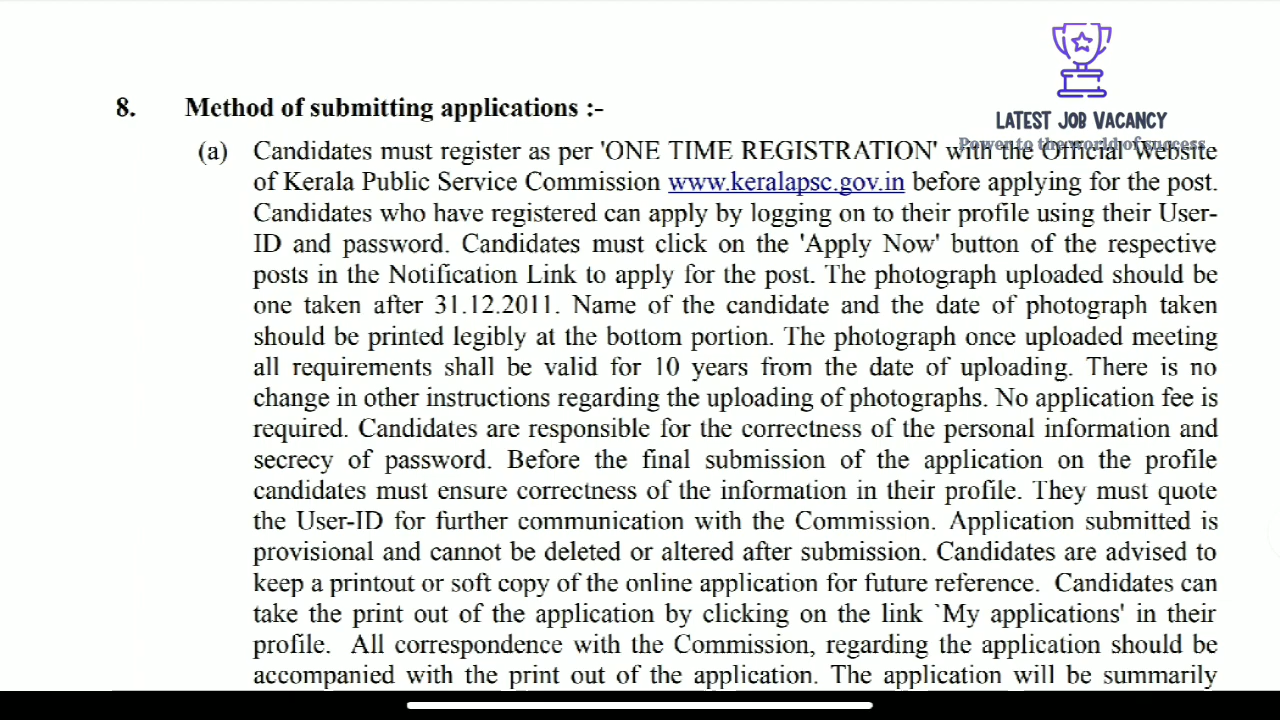 LATEST JOB VACANCY
Power to the world of success
8. Method of submitting applications :-
(a) Candidates must register as per 'ONE TIME REGISTRATION' with the Official Website
of Kerala Public Service Commission www.keralapsc.gov.in before applying for the post.
Candidates who have registered can apply by logging on to their profile using their User-
ID and password. Candidates must click on the 'Apply Now' button of the respective
posts in the Notification Link to apply for the post. The photograph uploaded should be
one taken after 31.12.2011. Name of the candidate and the date of photograph taken
should be printed legibly at the bottom portion. The photograph once uploaded meeting
all requirements shall be valid for 10 years from the date of uploading. There is no
change in other instructions regarding the uploading of photographs. No application fee is
required. Candidates are responsible for the correctness of the personal information and
secrecy of password. Before the final submission of the application on the profile
candidates must ensure correctness of the information in their profile. They must quote
the User-ID for further communication with the Commission. Application submitted is
provisional and cannot be deleted or altered after submission. Candidates are advised to
keep a printout or soft copy of the online application for future reference. Candidates can
take the print out of the application by clicking on the link `My applications' in their
profile. All correspondence with the Commission, regarding the application should be
accompanied with the print out of the application. The application will be summarily